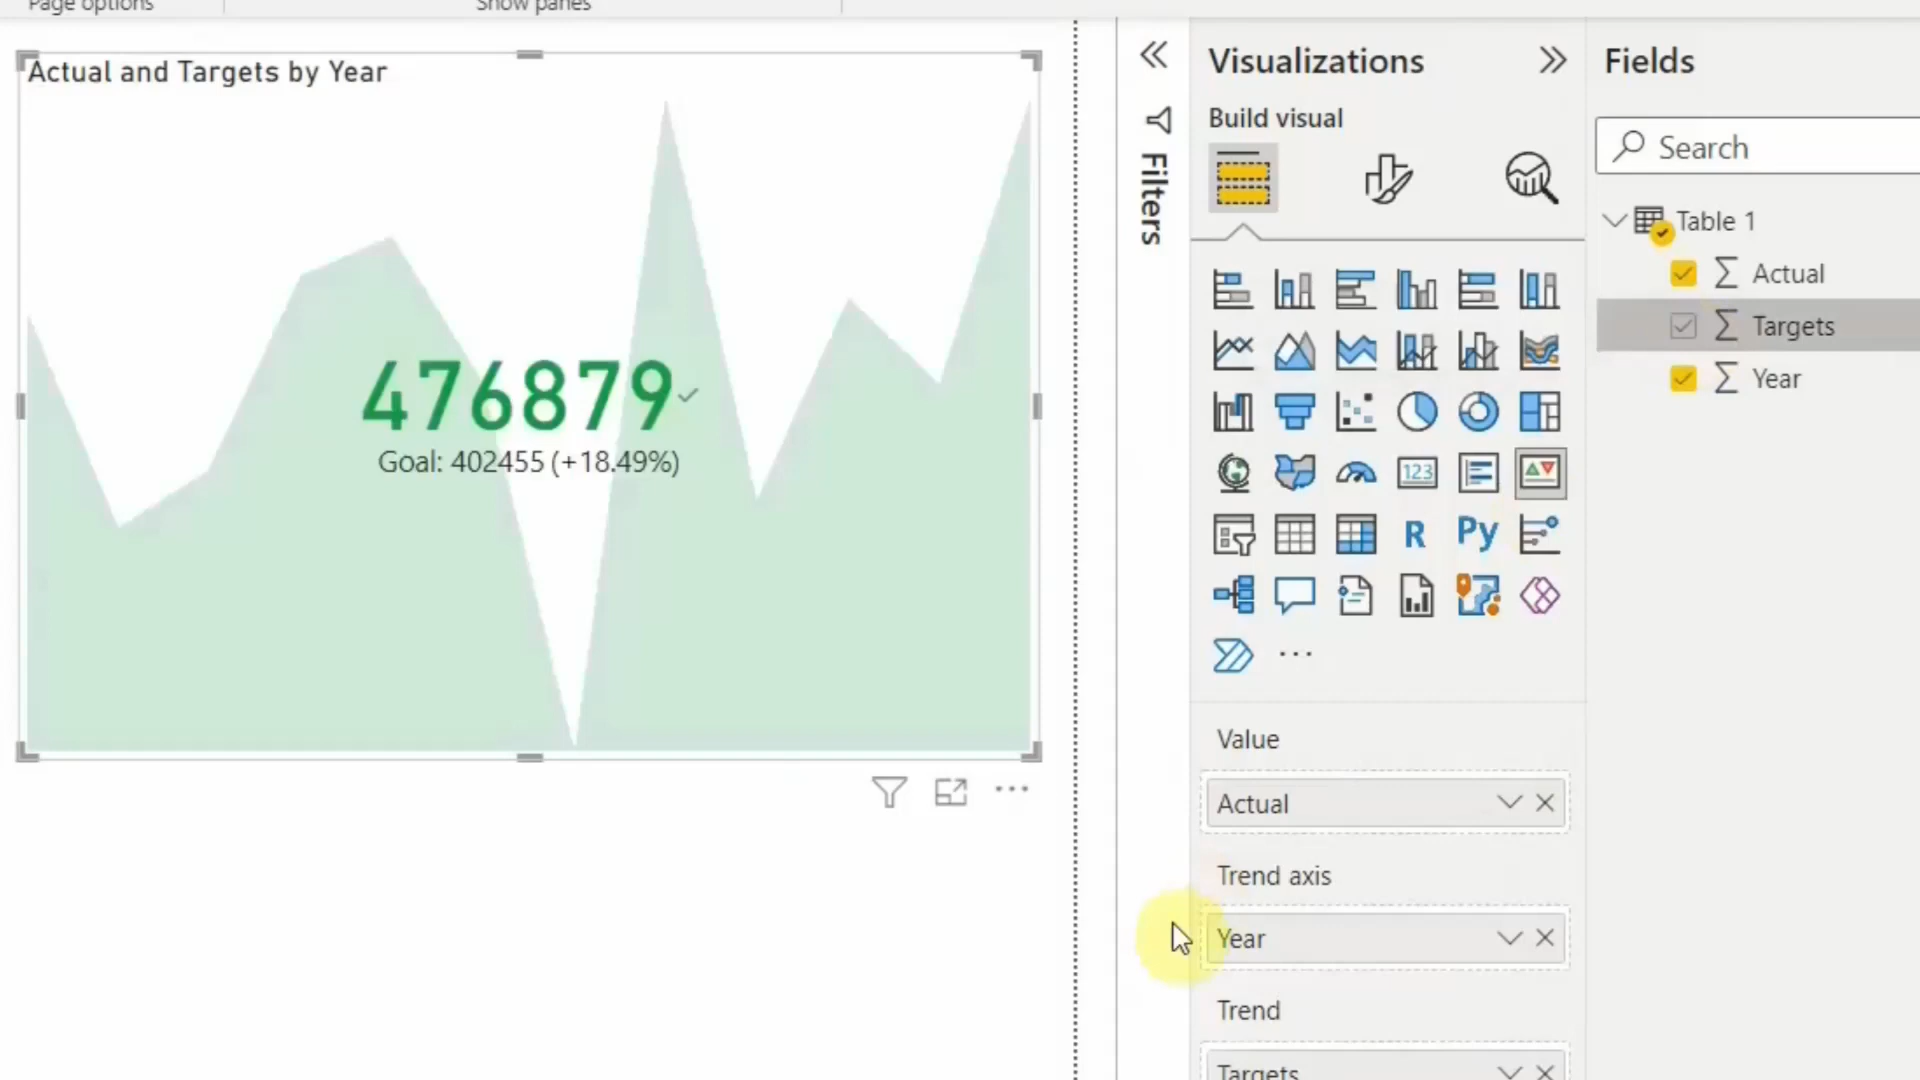 Page options
Show panes
Actual and Targets by Year
476879
Goal: 402455 (+18.49%)
Filters
Visualizations
Build visual
123
R
Py
Value
Actual
Trend axis
Year
Trend
Targets
Fields
Search
Table 1
Actual
Targets
Year